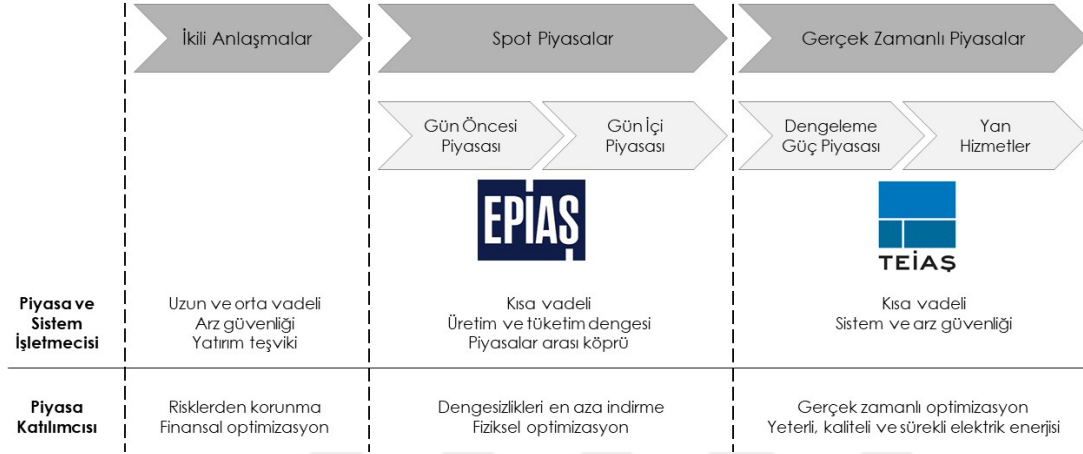 İkili Anlaşmalar
Spot Piyasalar
Gerçek Zamanlı Piyasalar
Gün Öncesi
Piyasası
Gün İçi
Piyasası
Dengeleme
Güç Piyasası
Yan
Hizmetler
EPİAŞ
TEİAŞ
Piyasa ve
Sistem
İşletmecisi
Uzun ve orta vadeli
Arz güvenliği
Yatırım teşviki
Kısa vadeli
Üretim ve tüketim dengesi
Piyasalar arası köprü
Kısa vadeli
Sistem ve arz güvenliği
Piyasa
Katılımcısı
Risklerden korunma
Finansal optimizasyon
Dengesizlikleri en aza indirme
Fiziksel optimizasyon
Gerçek zamanlı optimizasyon
Yeterli, kaliteli ve sürekli elektrik enerjisi